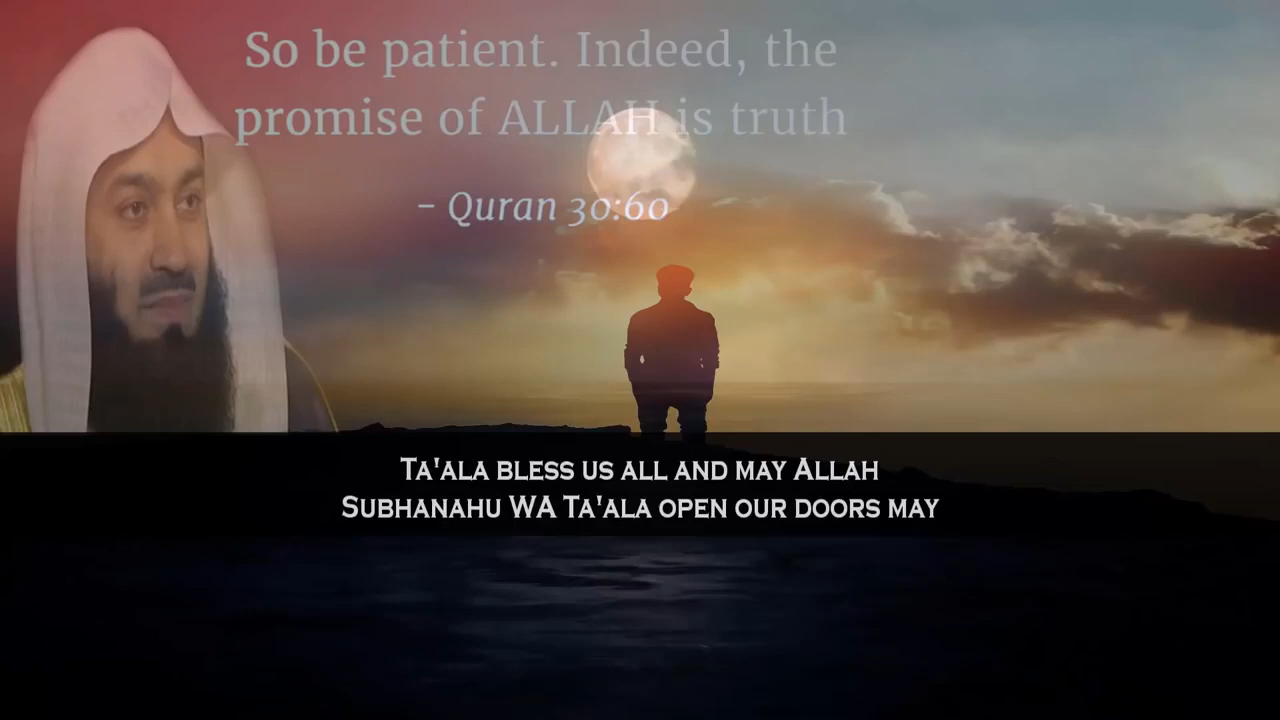 So be patient. Indeed, the
promise of ALLAH is truth
– Quran 30:60
TA'ALA BLESS US ALL AND MAY ALLAH
SUBHANAHU WA TA'ALA OPEN OUR DOORS MAY